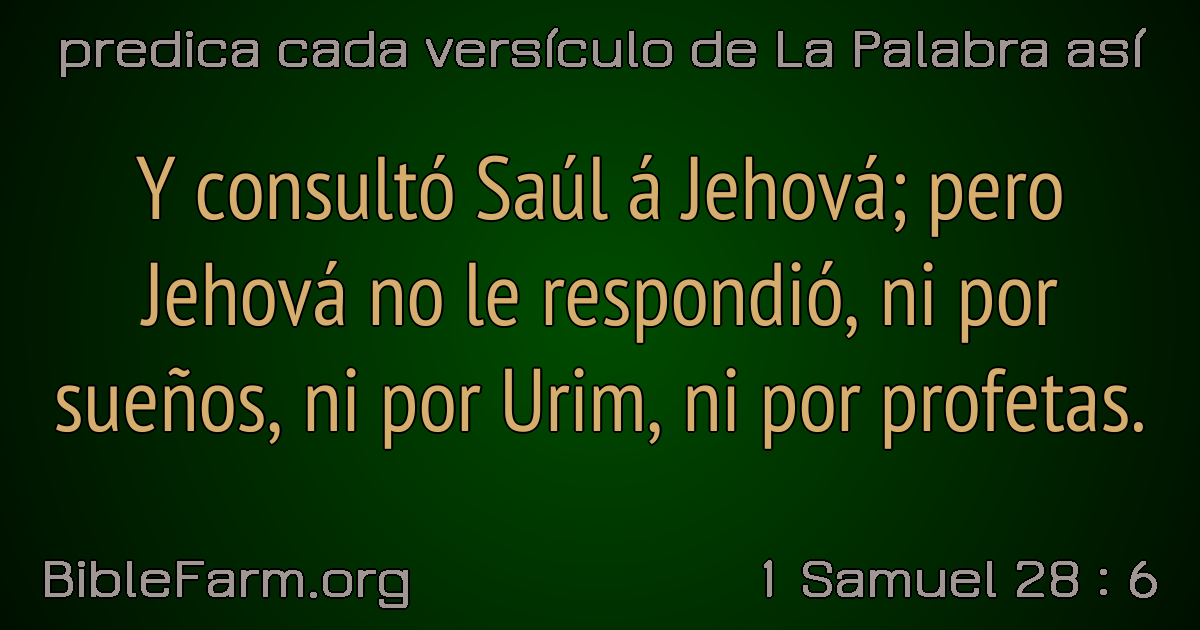 predica cada versículo de La Palabra así
Y consultó Saúl á Jehová; pero
Jehová no le respondió, ni por
sueños, ni por Urim, ni por profetas.
BibleFarm.org
1 Samuel 28 : 6